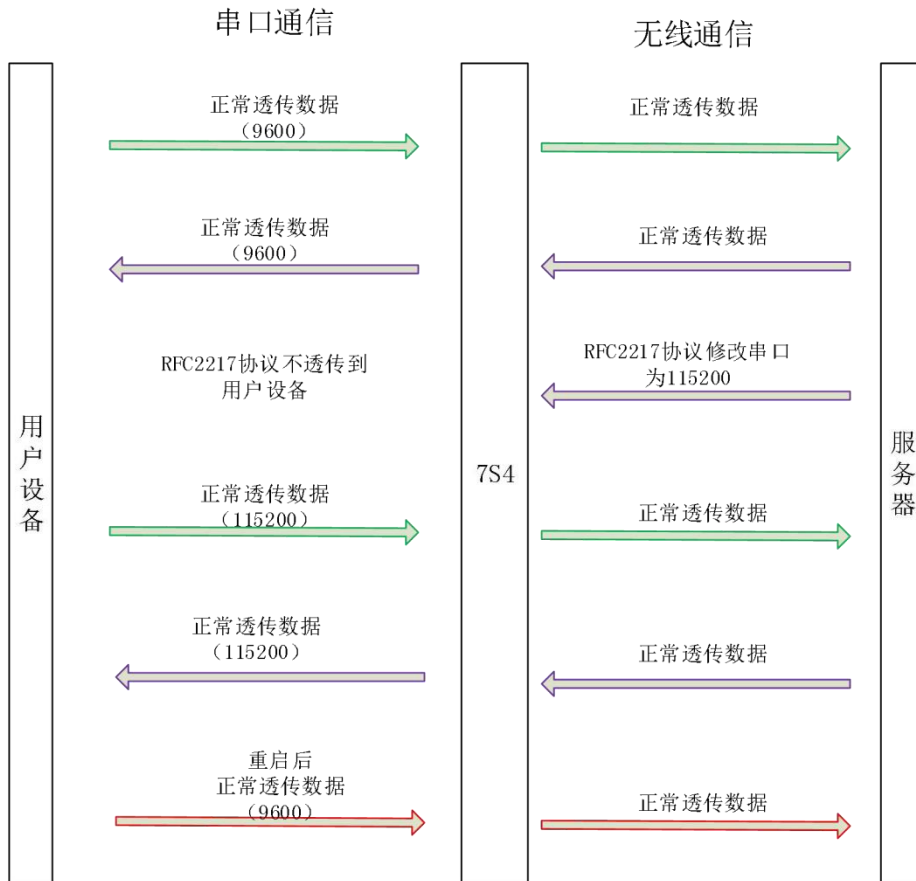 串口通信
无线通信
正常透传数据
（9600）
正常透传数据
正常透传数据
（9600）
正常透传数据
RFC2217协议不透传到
用户设备
RFC2217协议修改串口
为115200
用户设备
7S4
服务器
正常透传数据
（115200）
正常透传数据
正常透传数据
（115200）
正常透传数据
重启后
正常透传数据
（9600）
正常透传数据